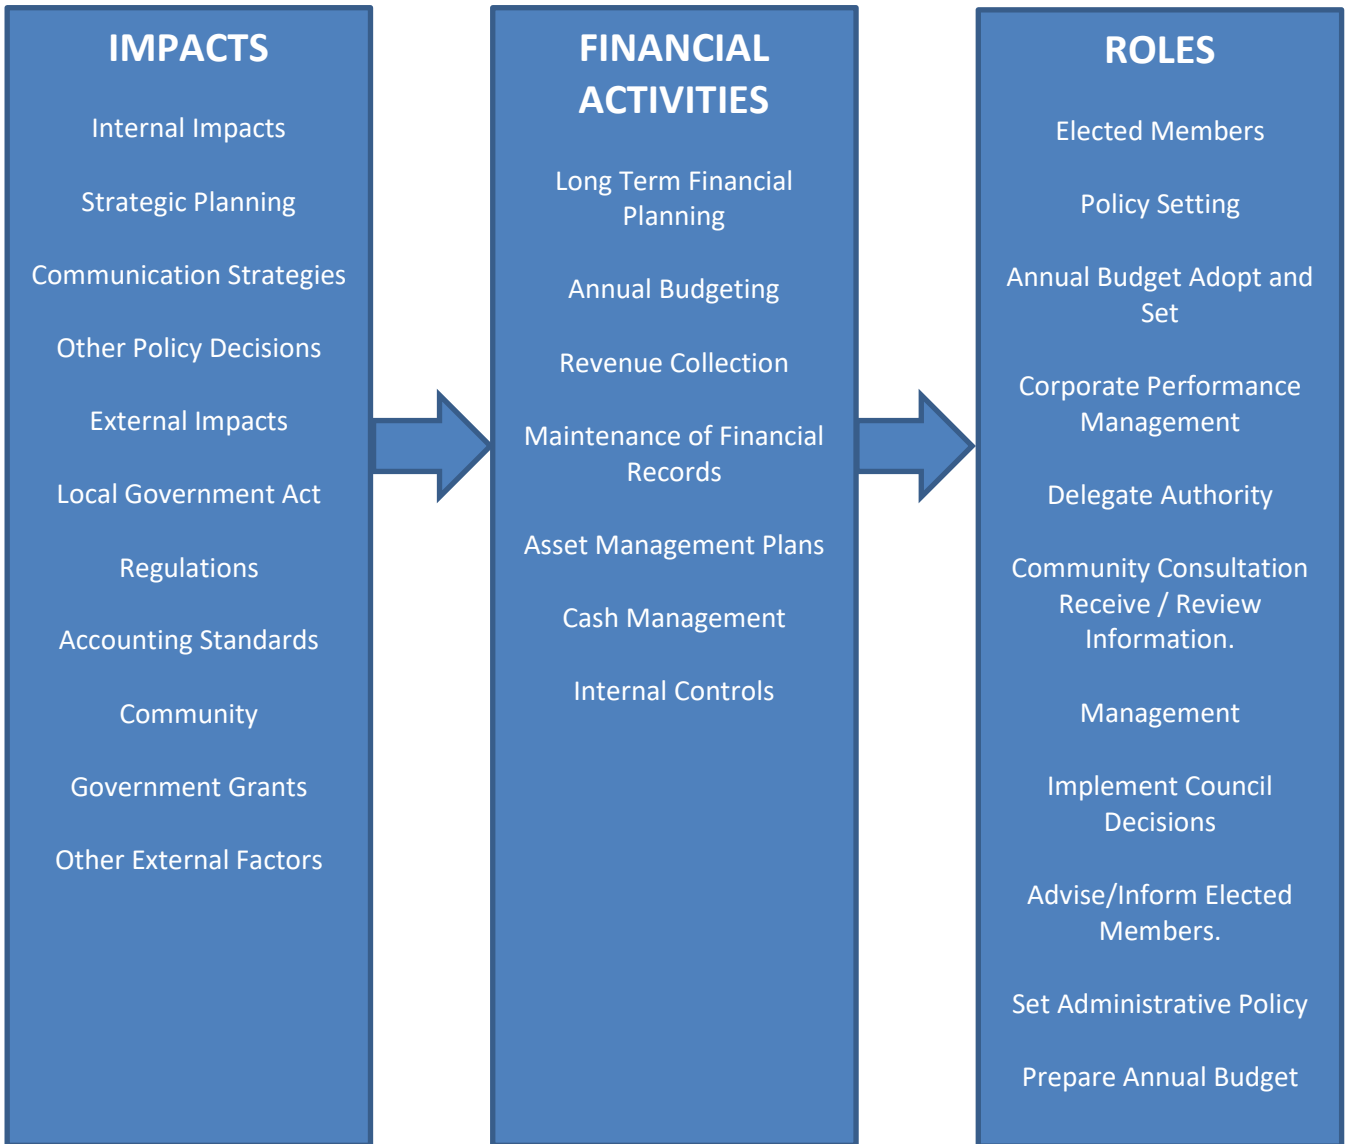 IMPACTS
Internal Impacts
Strategic Planning
Communication Strategies
Other Policy Decisions
External Impacts
Local Government Act
Regulations
Accounting Standards
Community
Government Grants
Other External Factors
FINANCIAL
ACTIVITIES
Long Term Financial
Planning
Annual Budgeting
Revenue Collection
Maintenance of Financial
Records
Asset Management Plans
Cash Management
Internal Controls
ROLES
Elected Members
Policy Setting
Annual Budget Adopt and
Set
Corporate Performance
Management
Delegate Authority
Community Consultation
Receive / Review
Information.
Management
Implement Council
Decisions
Advise/Inform Elected
Members.
Set Administrative Policy
Prepare Annual Budget